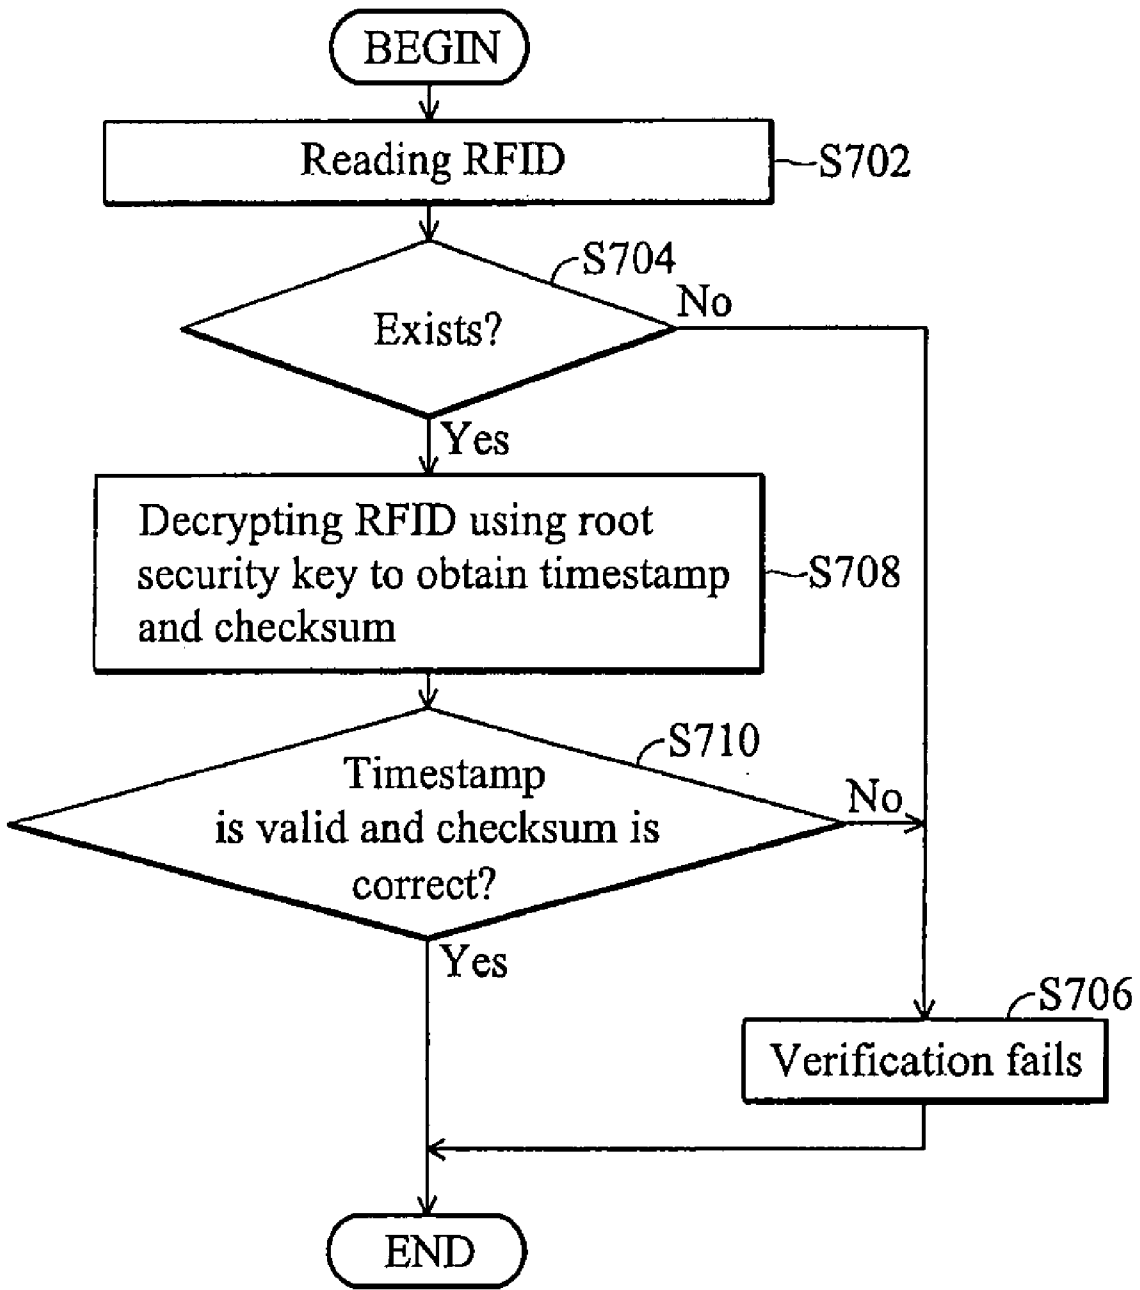 BEGIN
Reading RFID
S702
S704
Exists?
No
Yes
Decrypting RFID using root
security key to obtain timestamp
and checksum
S708
S710
Timestamp
is valid and checksum is
correct?
No
Yes
S706
Verification fails
END